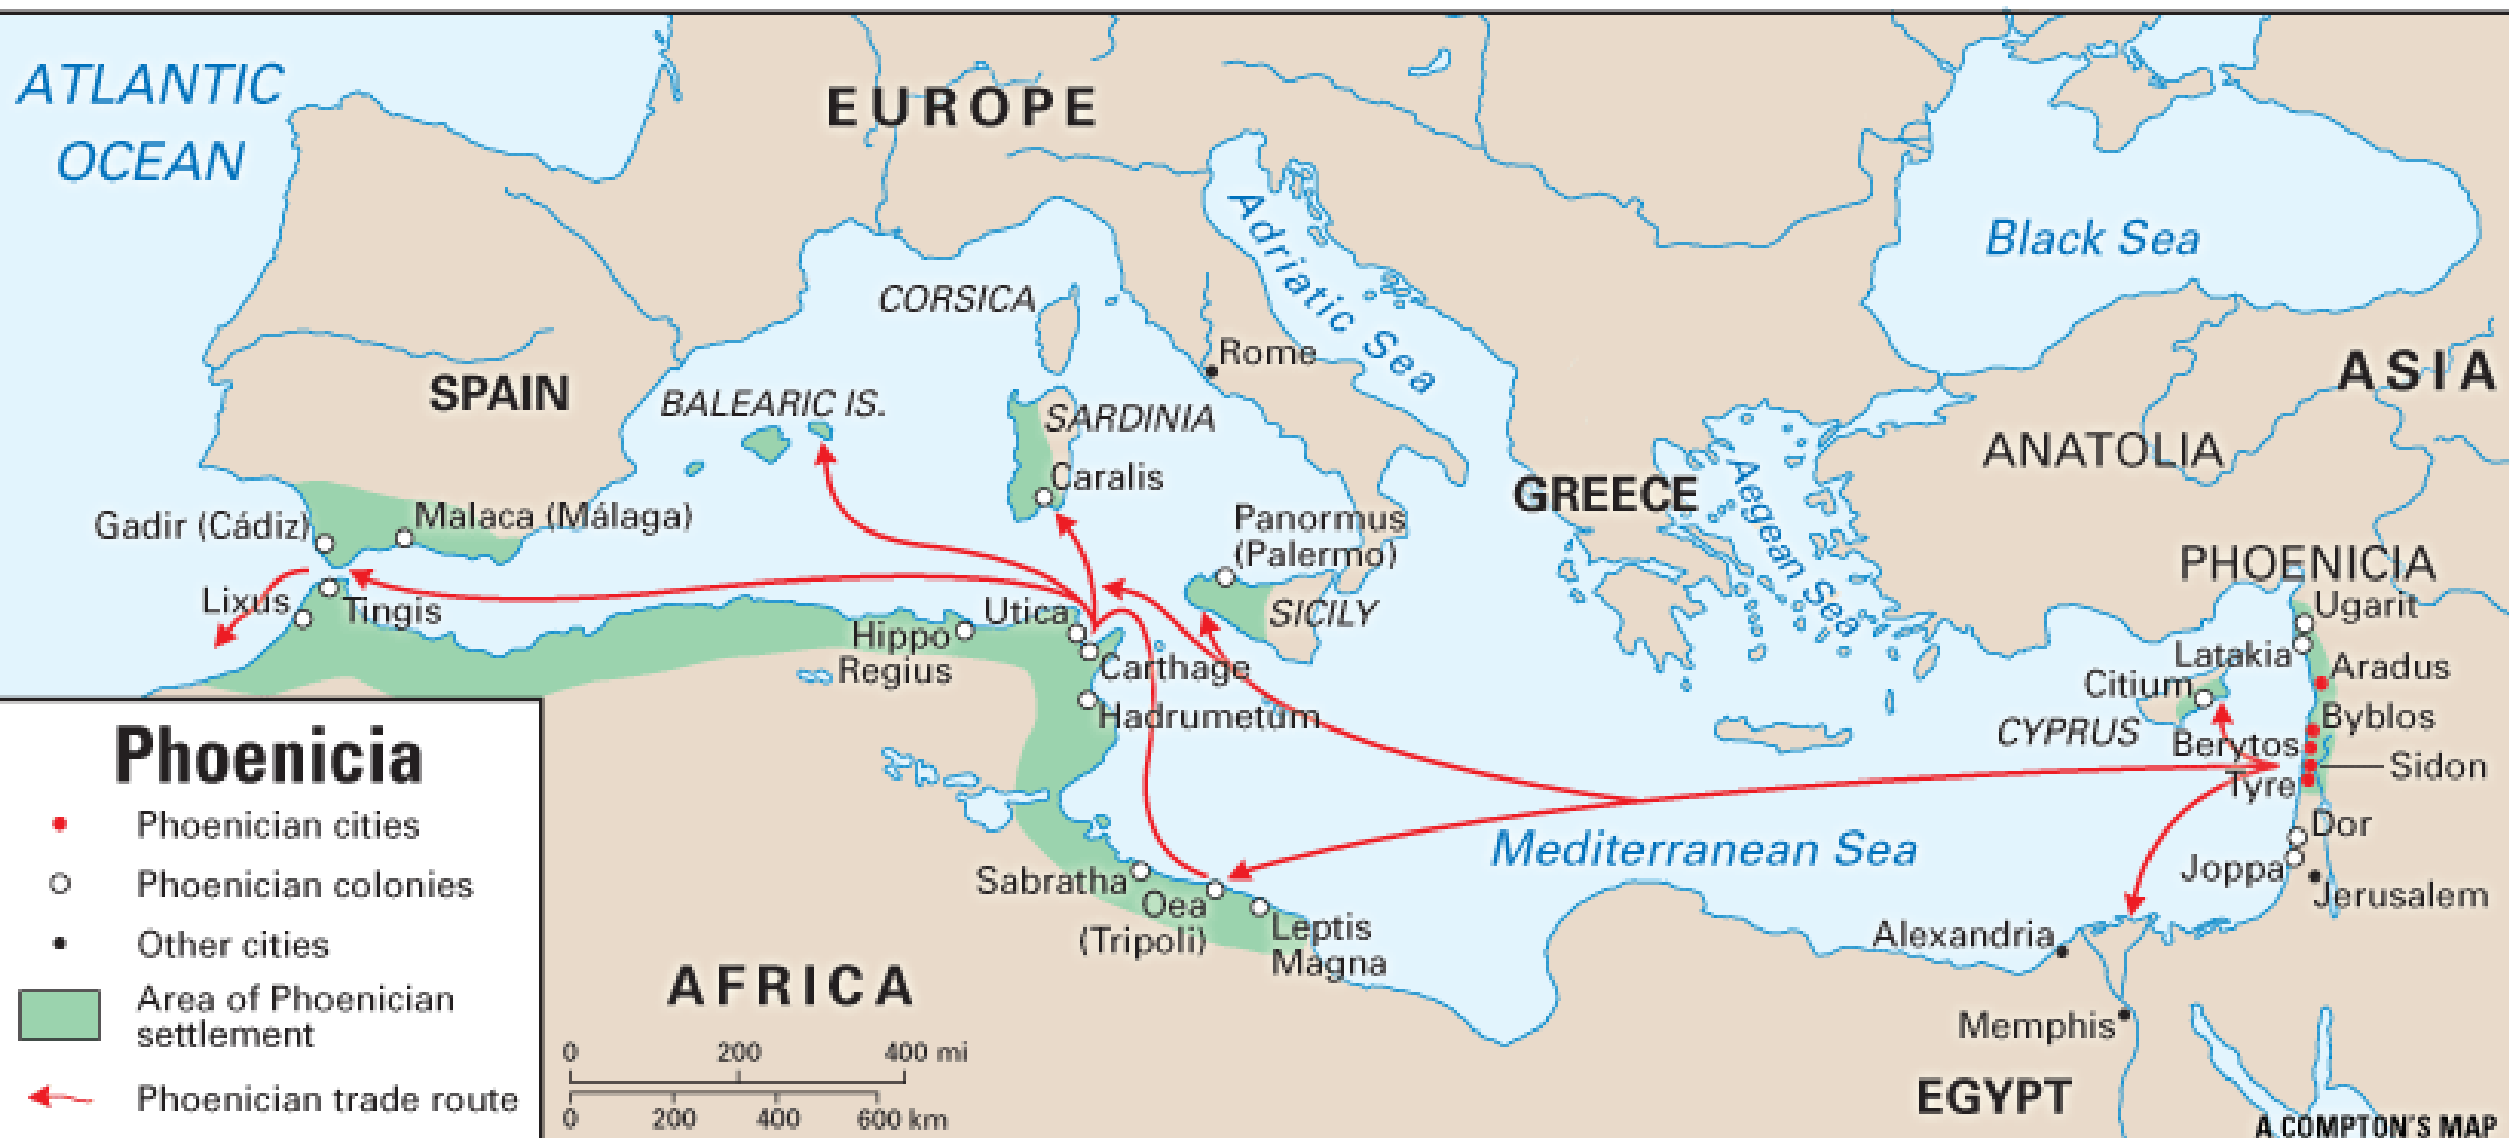 ATLANTIC
OCEAN
EUROPE
Adriatic Sea
Black Sea
CORSICA
Rome
ASIA
SPAIN
BALEARIC IS.
SARDINIA
ANATOLIA
Caralis
GREECE
Aegean Sea
Gadir (Cádiz)
Malaca (Málaga)
Panormus
(Palermo)
PHOENICIA
Lixus
Tingis
Utica
SICILY
Ugarit
Hippo
Regius
Carthage
Latakia
Aradus
Citium
Hadrumetum
CYPRUS
Byblos
Berytos
Sidon
Tyre
Dor
Mediterranean Sea
Joppa
Jerusalem
Sabratha
Oea
(Tripoli)
Leptis
Magna
Alexandria
AFRICA
Memphis
EGYPT
Phoenicia
Phoenician cities
Phoenician colonies
Other cities
Area of Phoenician
settlement
Phoenician trade route
0 200 400 mi
0 200 400 600 km
A COMPTON'S MAP